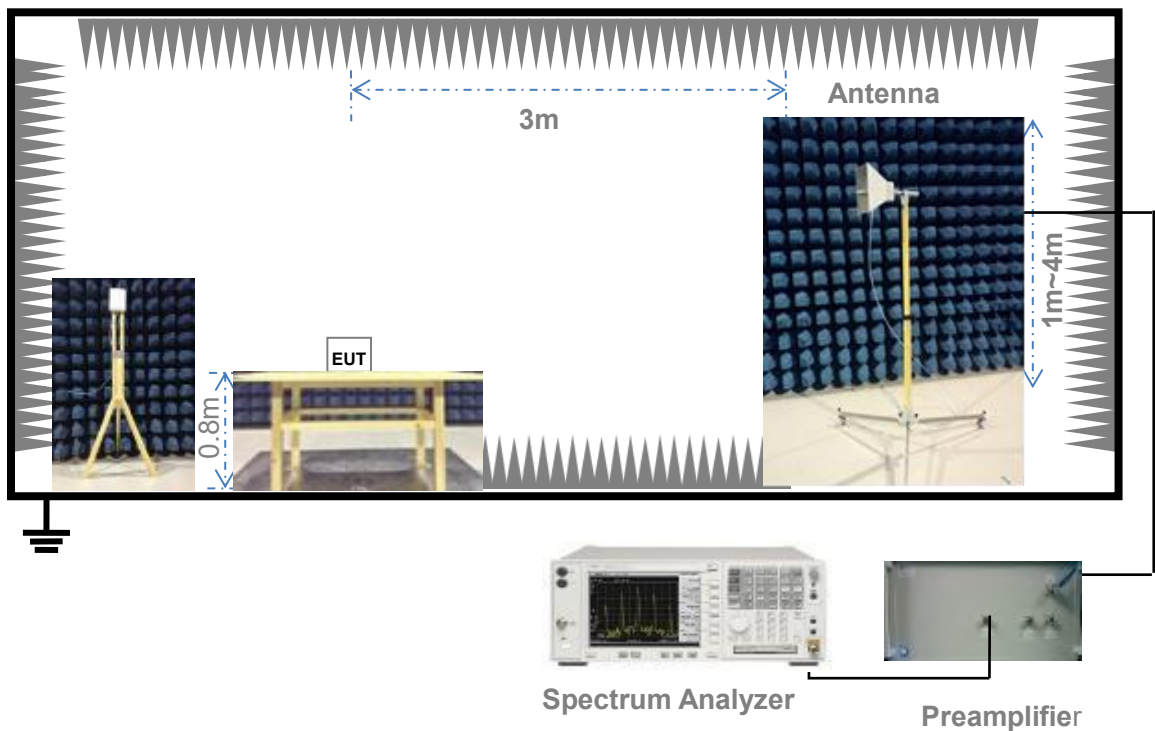 Antenna
3m
1m~4m
EUT
0.8m
Spectrum Analyzer
Preamplifier